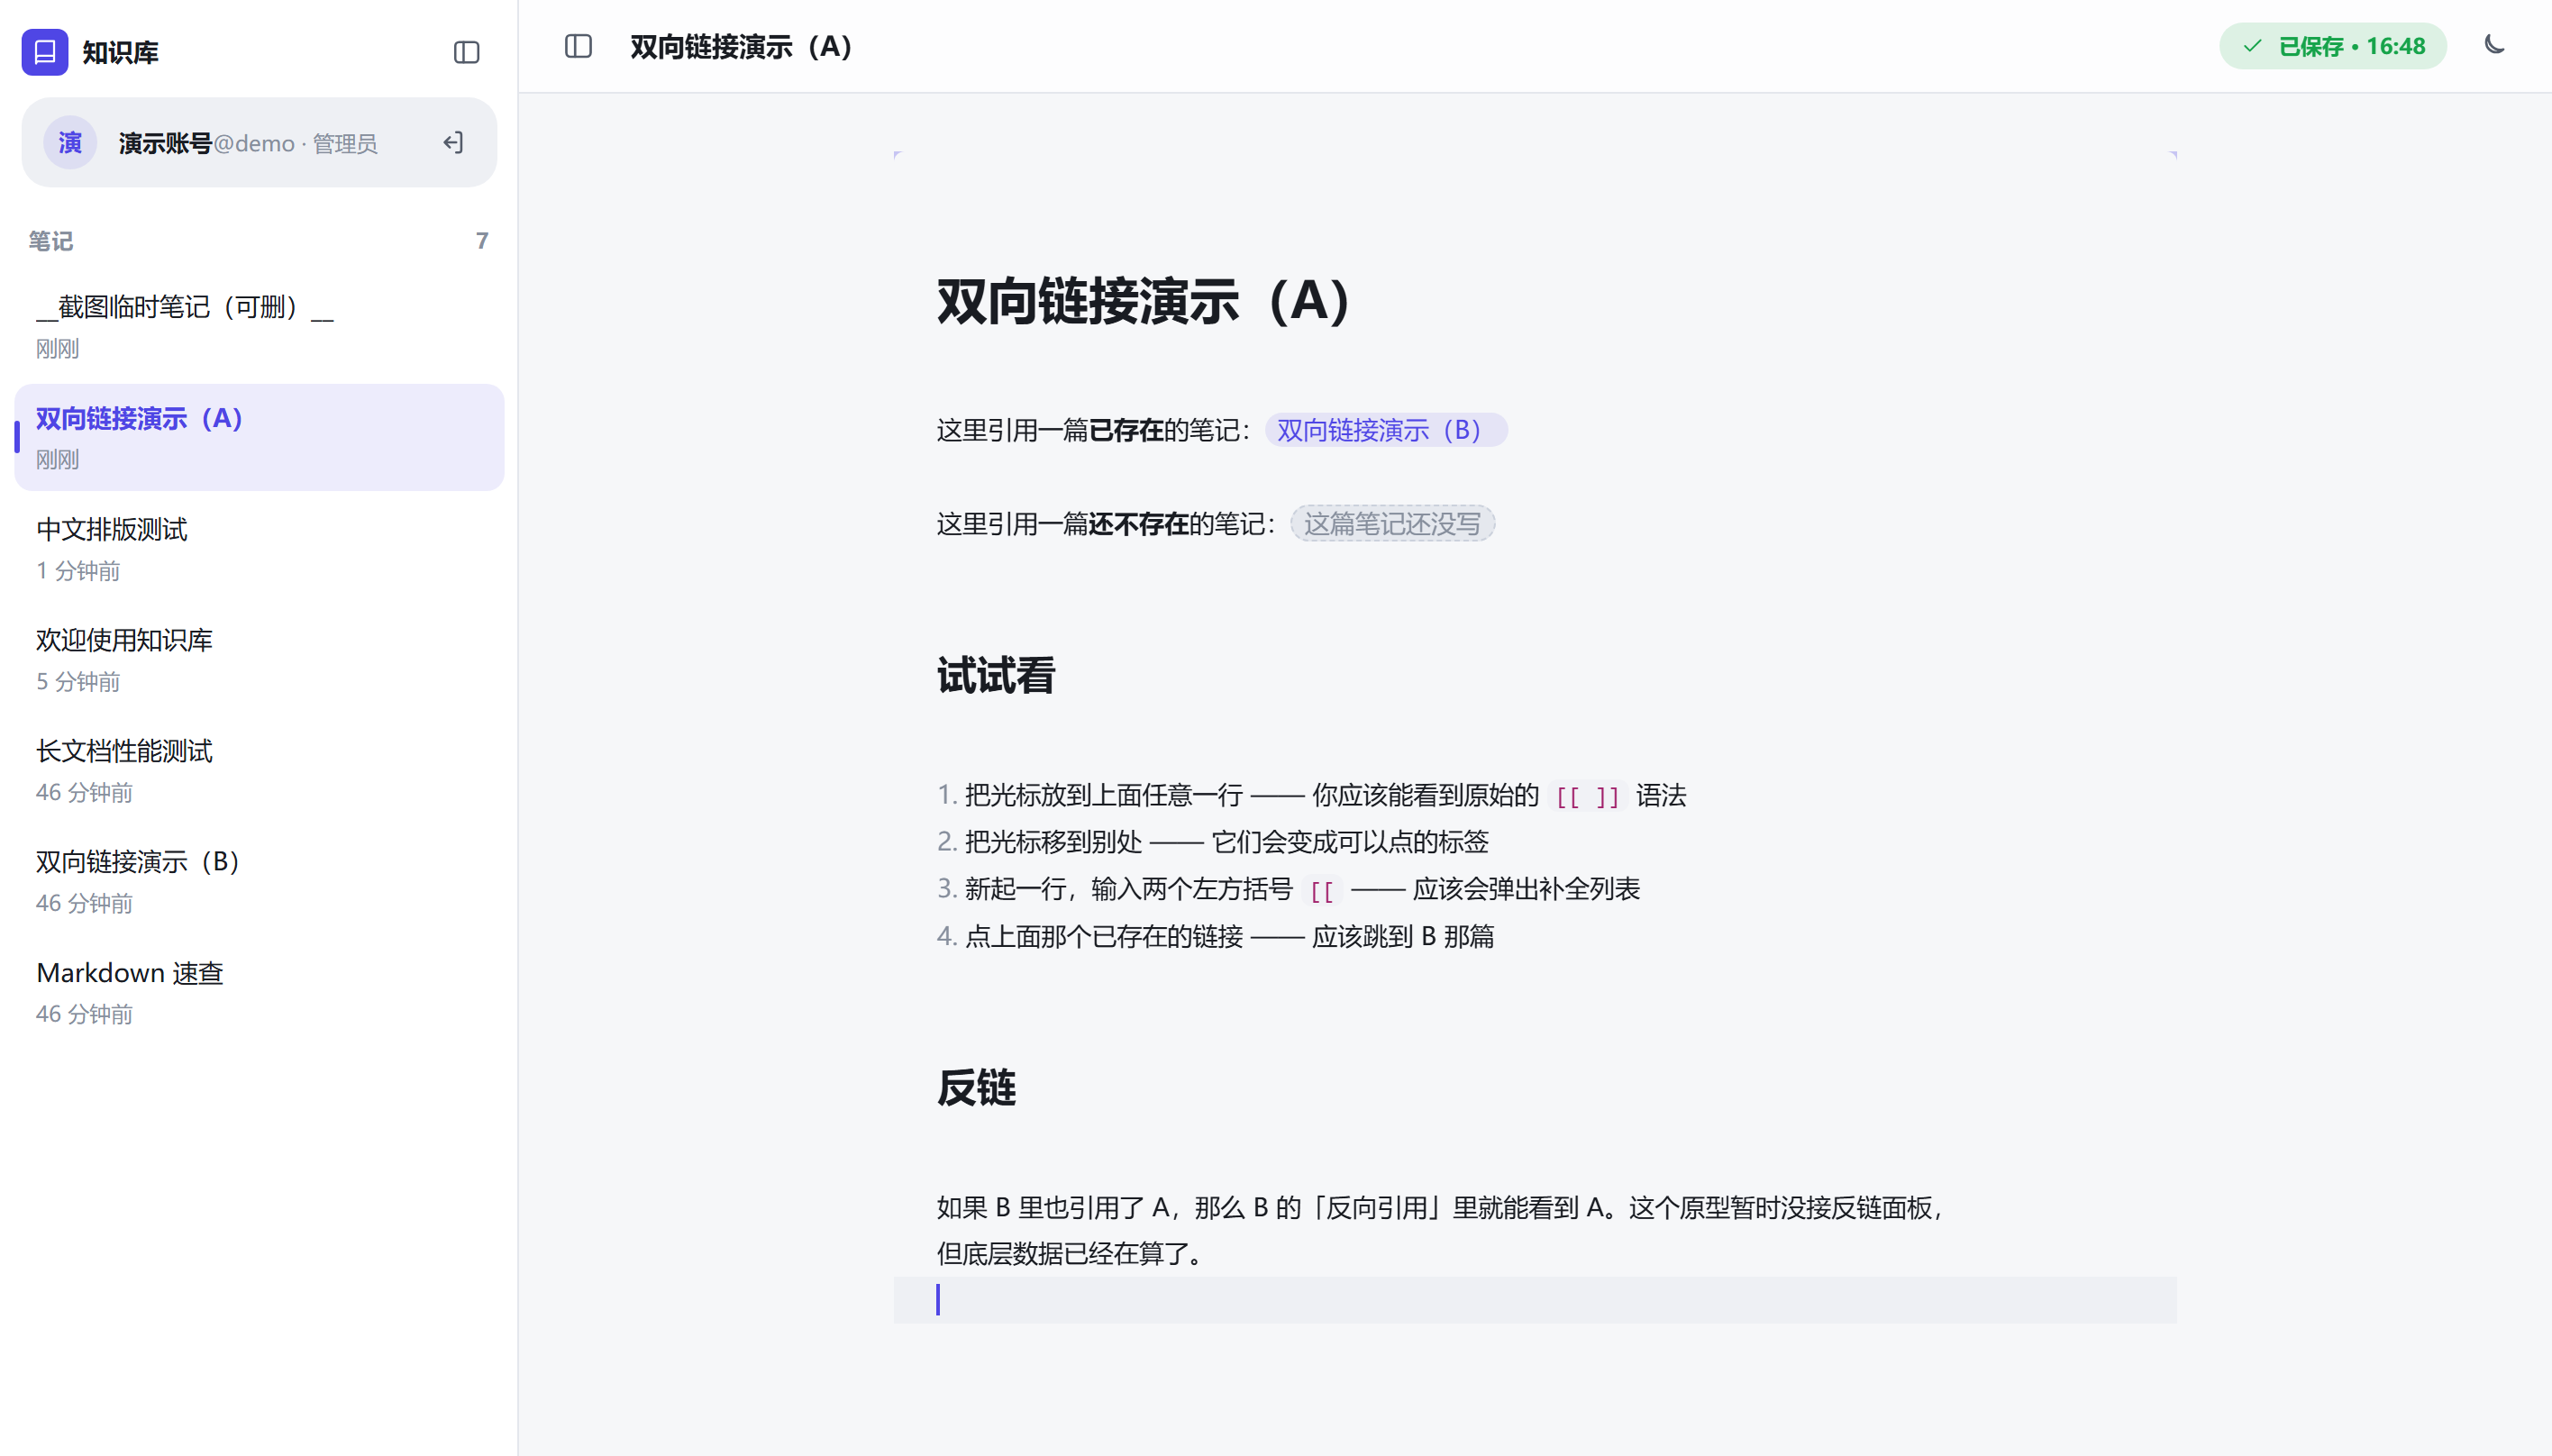 知识库
演
演示账号@demo · 管理员
笔记
7
__截图临时笔记（可删）__
刚刚
双向链接演示（A）
刚刚
中文排版测试
1 分钟前
欢迎使用知识库
5 分钟前
长文档性能测试
46 分钟前
双向链接演示（B）
46 分钟前
Markdown 速查
46 分钟前
双向链接演示（A）
已保存 • 16:48
双向链接演示（A）
这里引用一篇已存在的笔记：双向链接演示（B）
这里引用一篇还不存在的笔记：这篇笔记还没写
试试看
1. 把光标放到上面任意一行 —— 你应该能看到原始的 [[ ]] 语法
2. 把光标移到别处 —— 它们会变成可以点的标签
3. 新起一行，输入两个左方括号 [[ —— 应该会弹出补全列表
4. 点上面那个已存在的链接 —— 应该跳到 B 那篇
反链
如果 B 里也引用了 A，那么 B 的「反向引用」里就能看到 A。这个原型暂时没接反链面板，
但底层数据已经在算了。